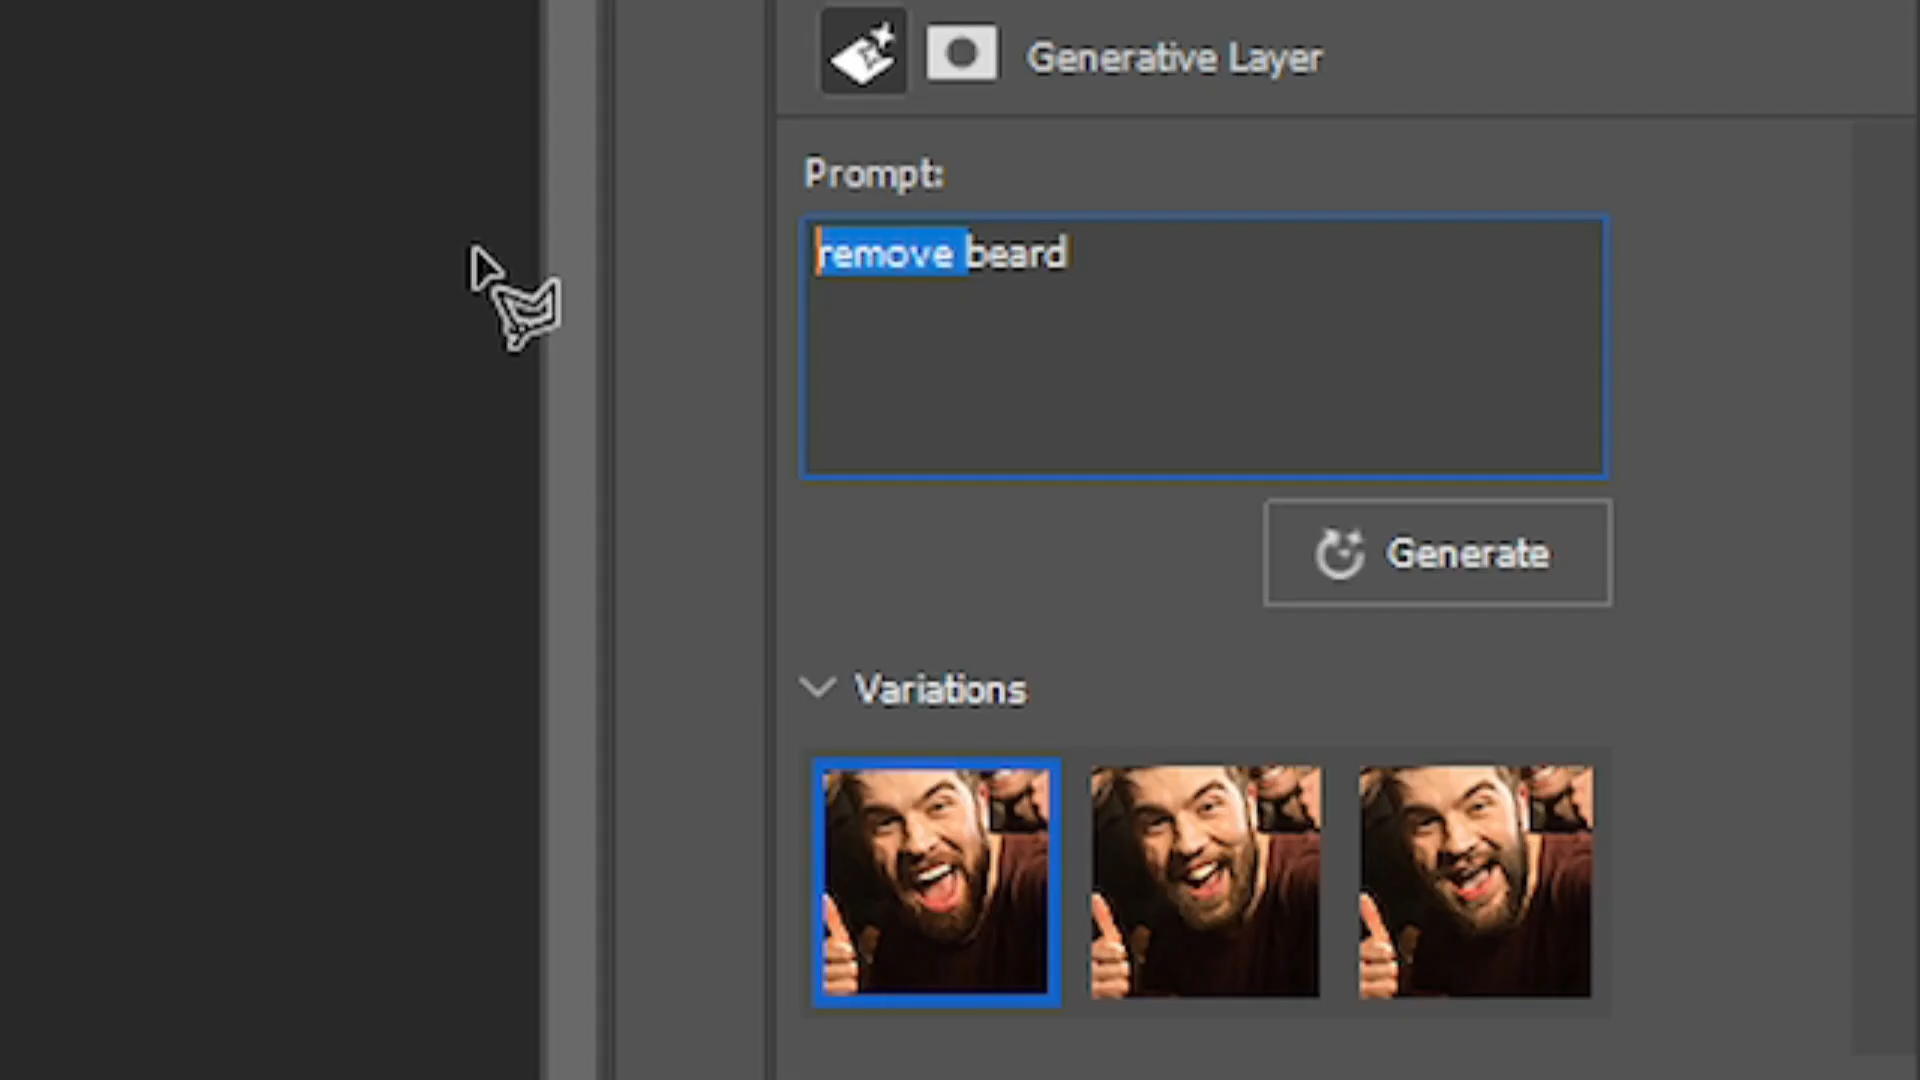 Generative Layer
Prompt:
remove beard
Generate
Variations